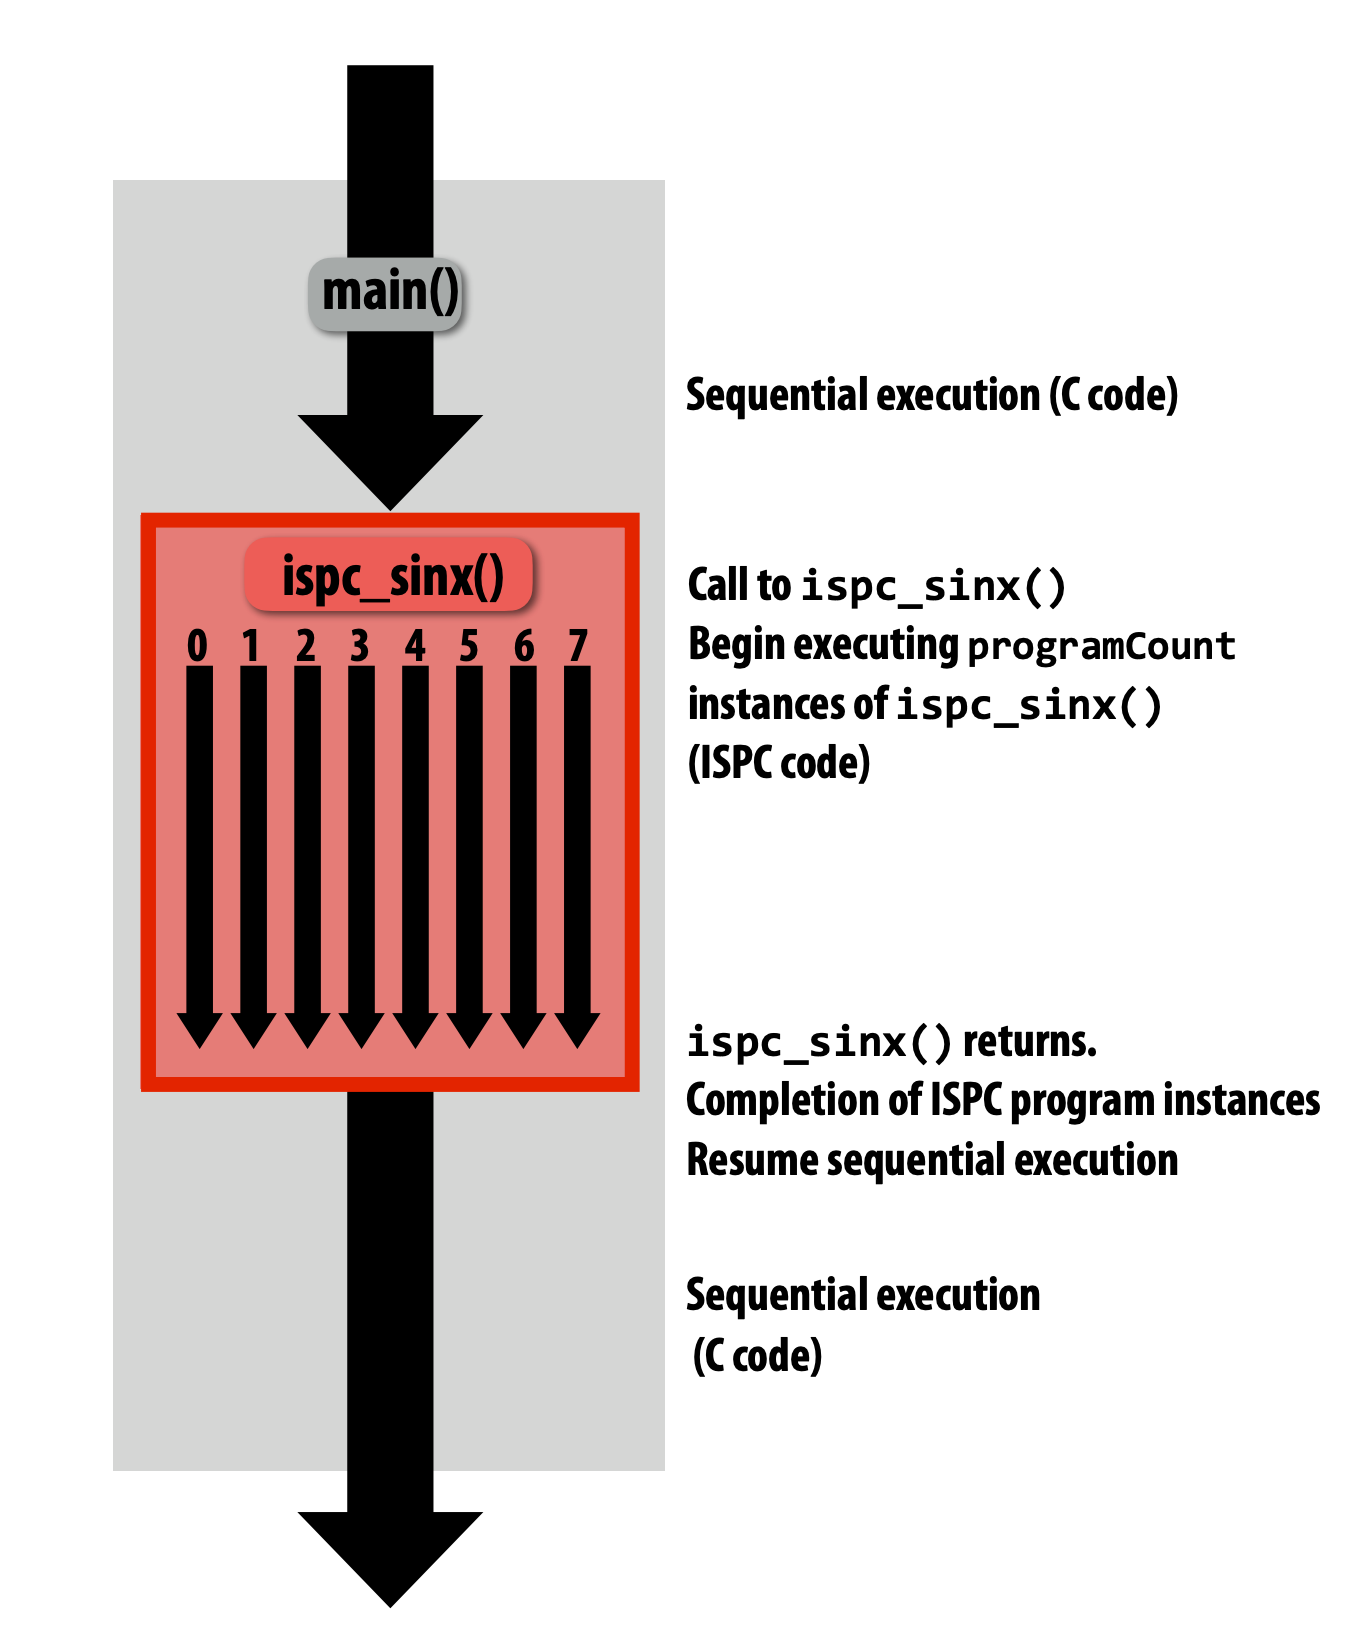 main()
Sequential execution (C code)
ispc_sinx()
0 1 2 3 4 5 6 7
Call to ispc_sinx()
Begin executing programCount
instances of ispc_sinx()
(ISPC code)
ispc_sinx() returns.
Completion of ISPC program instances
Resume sequential execution
Sequential execution
(C code)